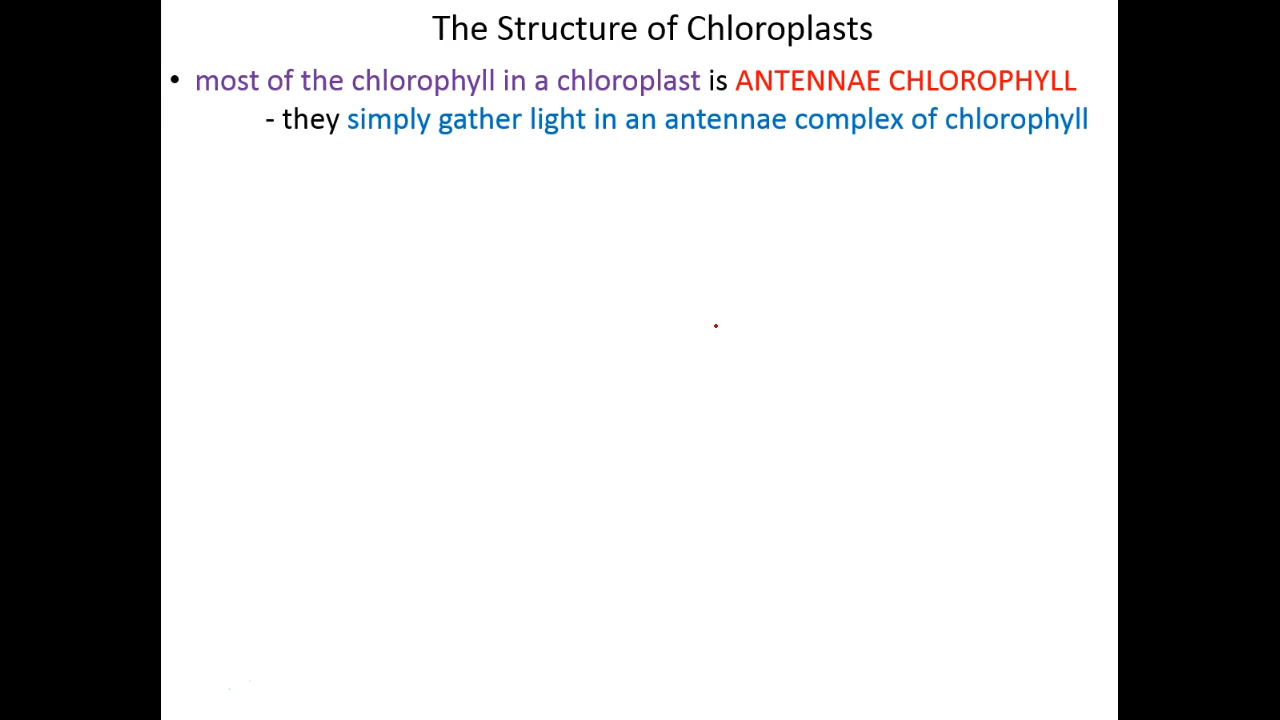 The Structure of Chloroplasts
• most of the chlorophyll in a chloroplast is ANTENNAE CHLOROPHYLL
- they simply gather light in an antennae complex of chlorophyll